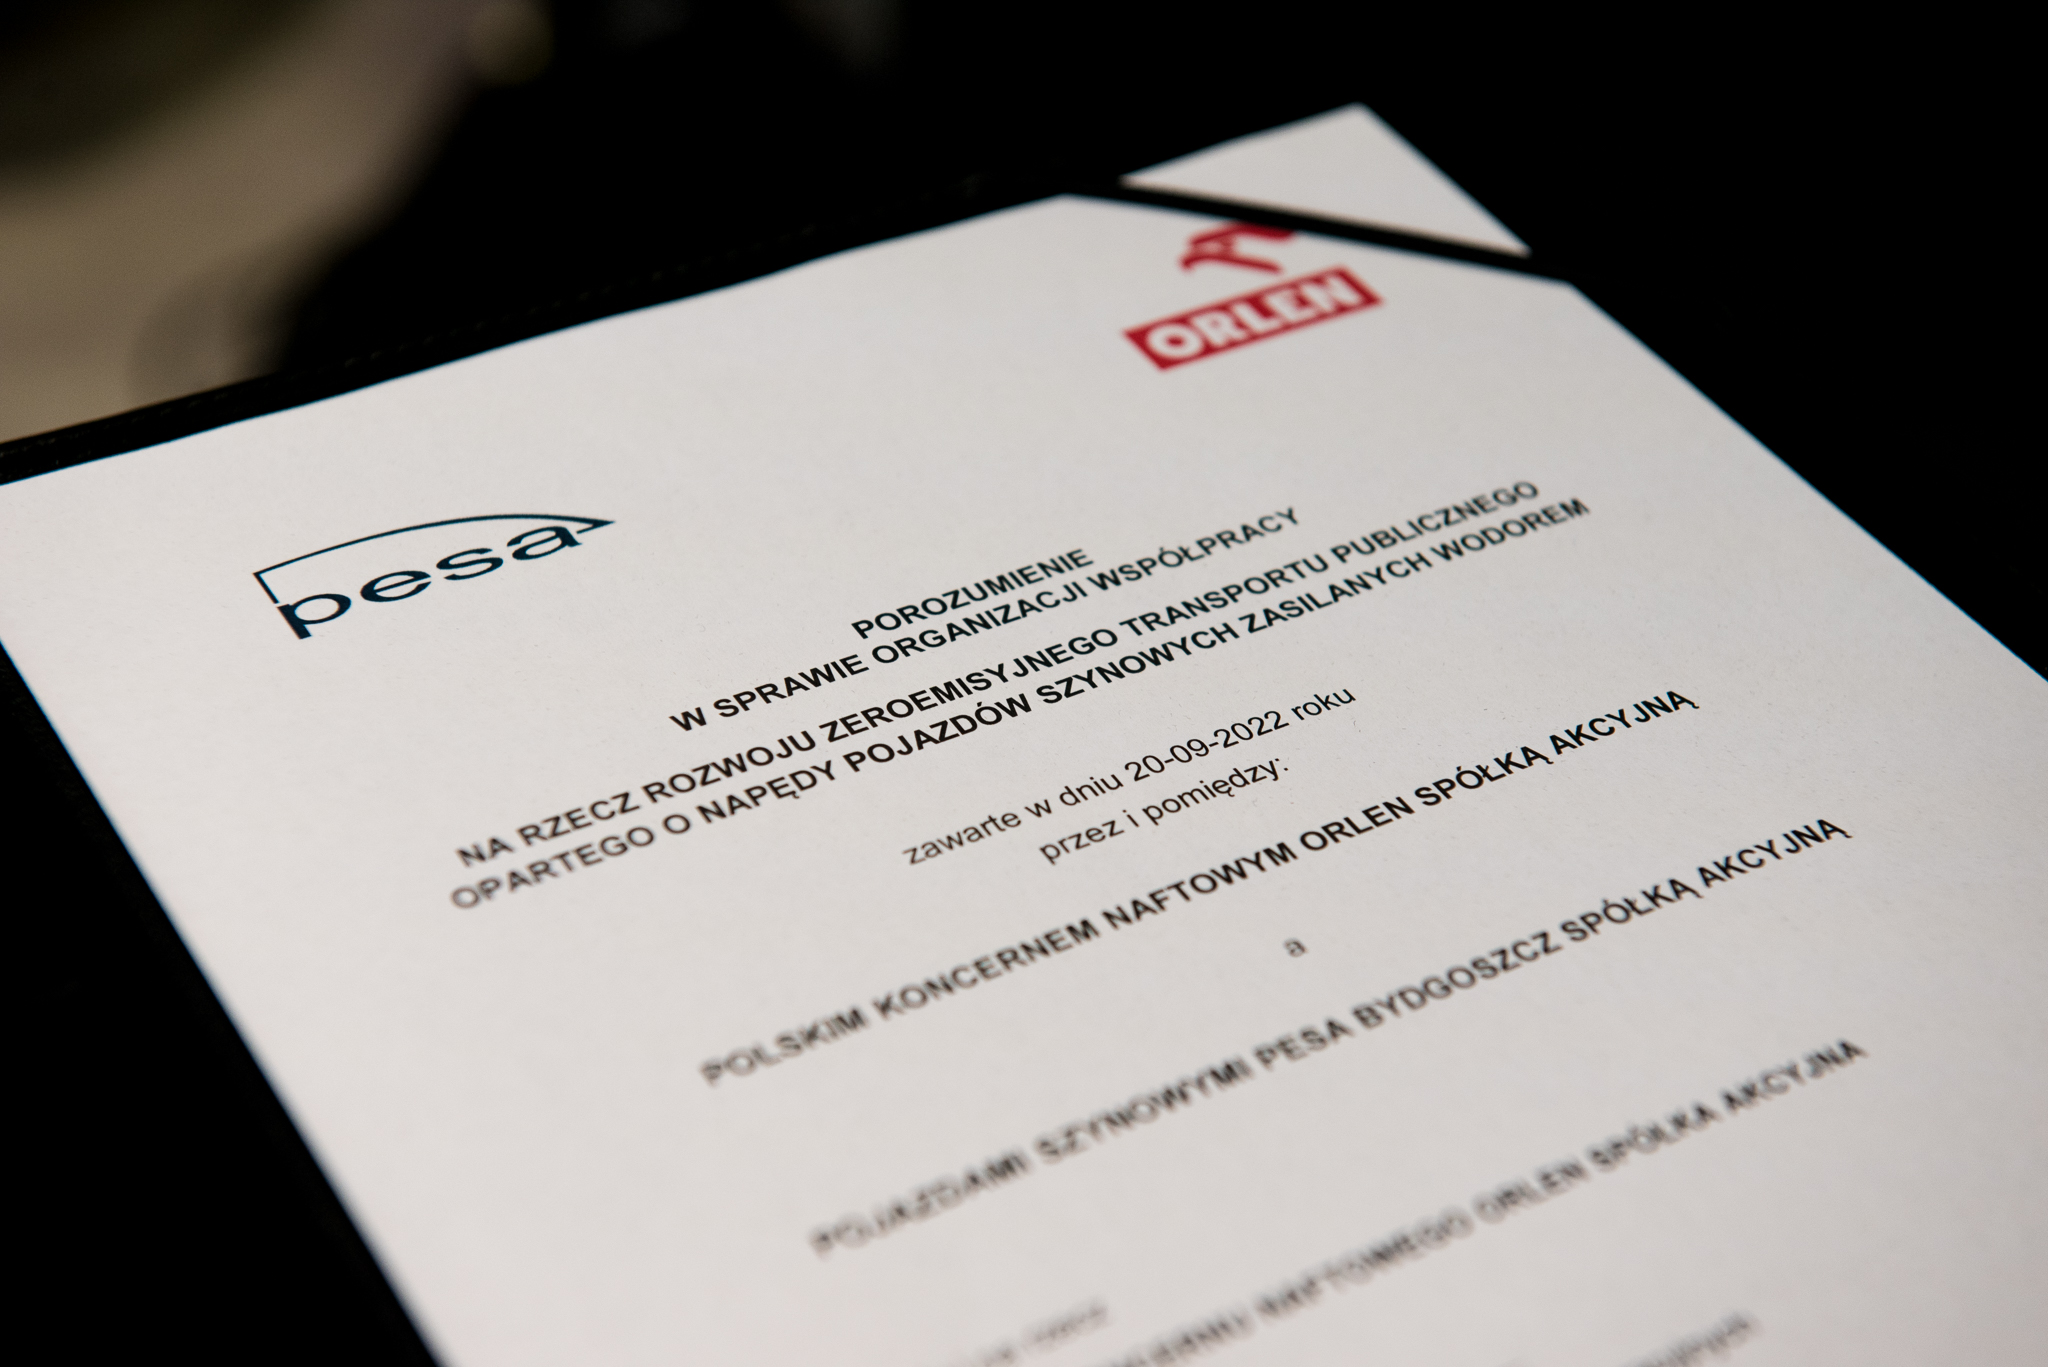 ORLEN
pesa
POROZUMIENIE
W SPRAWIE ORGANIZACJI WSPÓŁPRACY
NA RZECZ ROZWOJU ZEROEMISYJNEGO TRANSPORTU PUBLICZNEGO
OPARTEGO O NAPĘDY POJAZDÓW SZYNOWYCH ZASILANYCH WODOREM
zawarte w dniu 20-09-2022 roku
przez i pomiędzy:
POLSKIM KONCERNEM NAFTOWYM ORLEN SPÓŁKĄ AKCYJNĄ
a
POJAZDAMI SZYNOWYMI PESA BYDGOSZCZ SPÓŁKĄ AKCYJNĄ
NAFTOWEGO ORLEN SPÓŁKA AKCYJNA